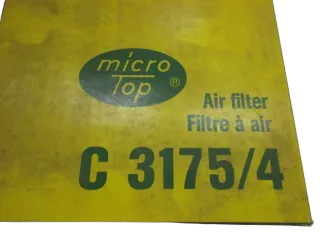 micro
Top ®
Air filter
Filtre à air
C 3175/4